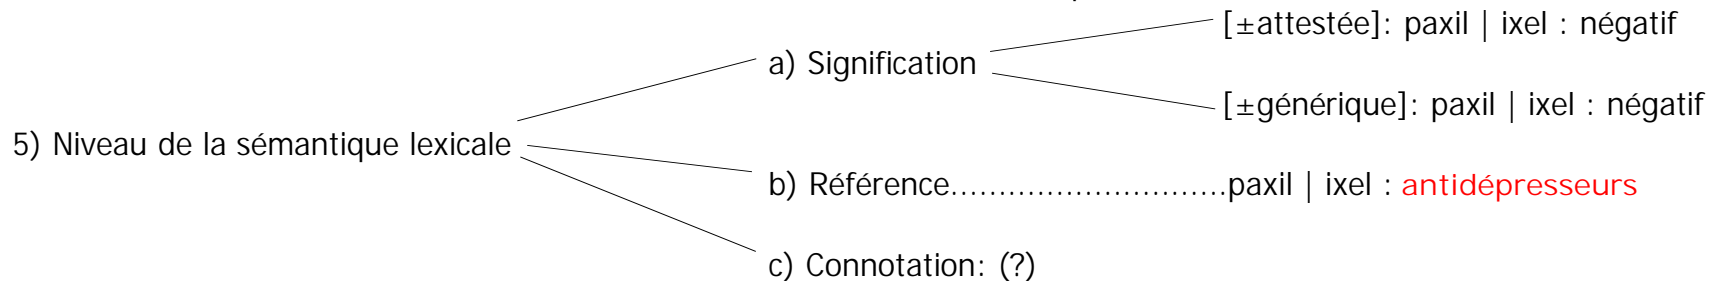 [±attestée]: paxil | ixel : négatif
a) Signification
[±générique]: paxil | ixel : négatif
5) Niveau de la sémantique lexicale
b) Référence.............................paxil | ixel : antidépresseurs
c) Connotation: (?)